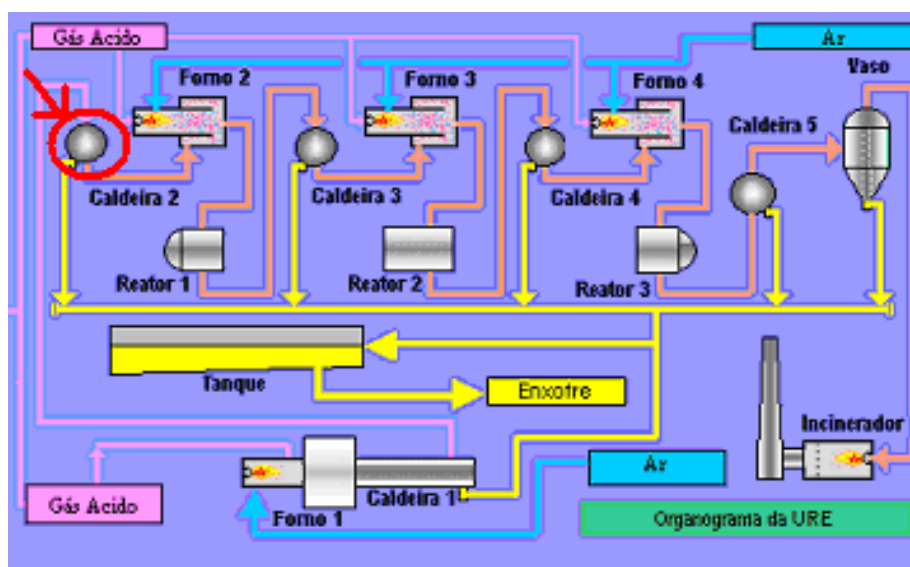 Gás Acido
Ar
Forno 2
Forno 3
Forno 4
Vaso
Caldeira 5
Caldeira 2
Caldeira 3
Caldeira 4
Reator 1
Reator 2
Reator 3
Tanque
Enxofre
Incinerador
Gás Acido
Forno 1
Caldeira 1
Ar
Organograma da URE